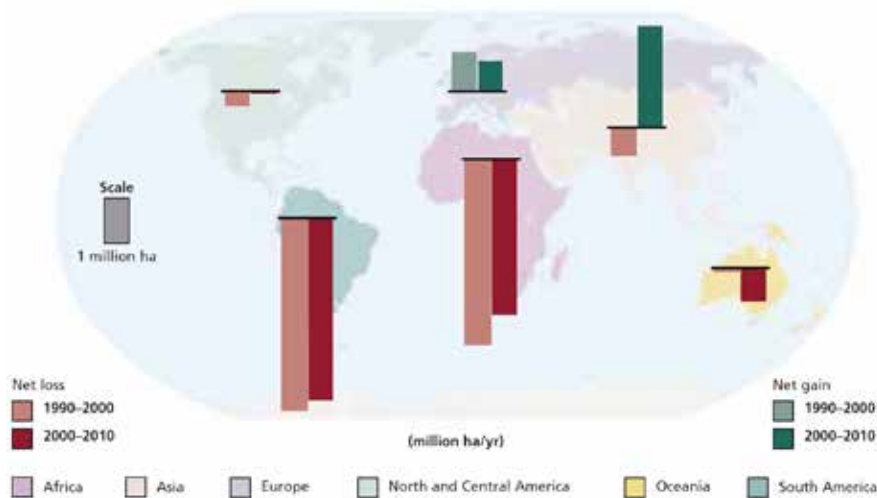 Scale
1 million ha
Net loss
1990–2000
2000–2010
(million ha/yr)
Net gain
1990–2000
2000–2010
Africa
Asia
Europe
North and Central America
Oceania
South America